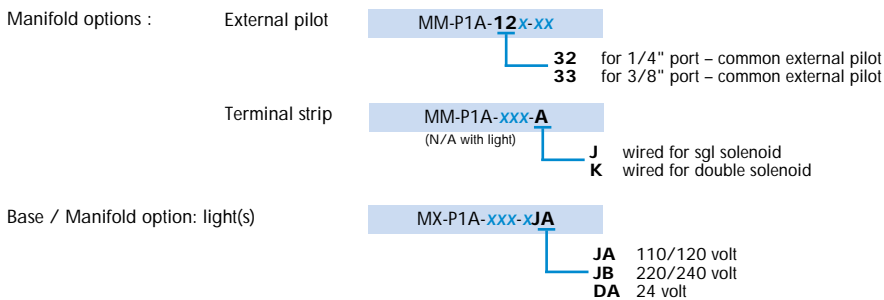 Manifold options : External pilot MM-P1A-12x-xx
32 for 1/4" port – common external pilot
33 for 3/8" port – common external pilot
Terminal strip MM-P1A-xxx-A
(N/A with light)
J wired for sgl solenoid
K wired for double solenoid
Base / Manifold option: light(s) MX-P1A-xxx-xJA
JA 110/120 volt
JB 220/240 volt
DA 24 volt